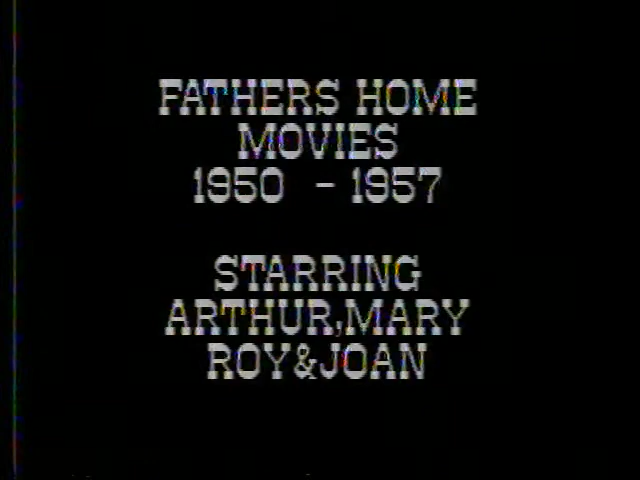 FATHERS HOME
MOVIES
1950 - 1957
STARRING
ARTHUR,MARY
ROY&JOAN